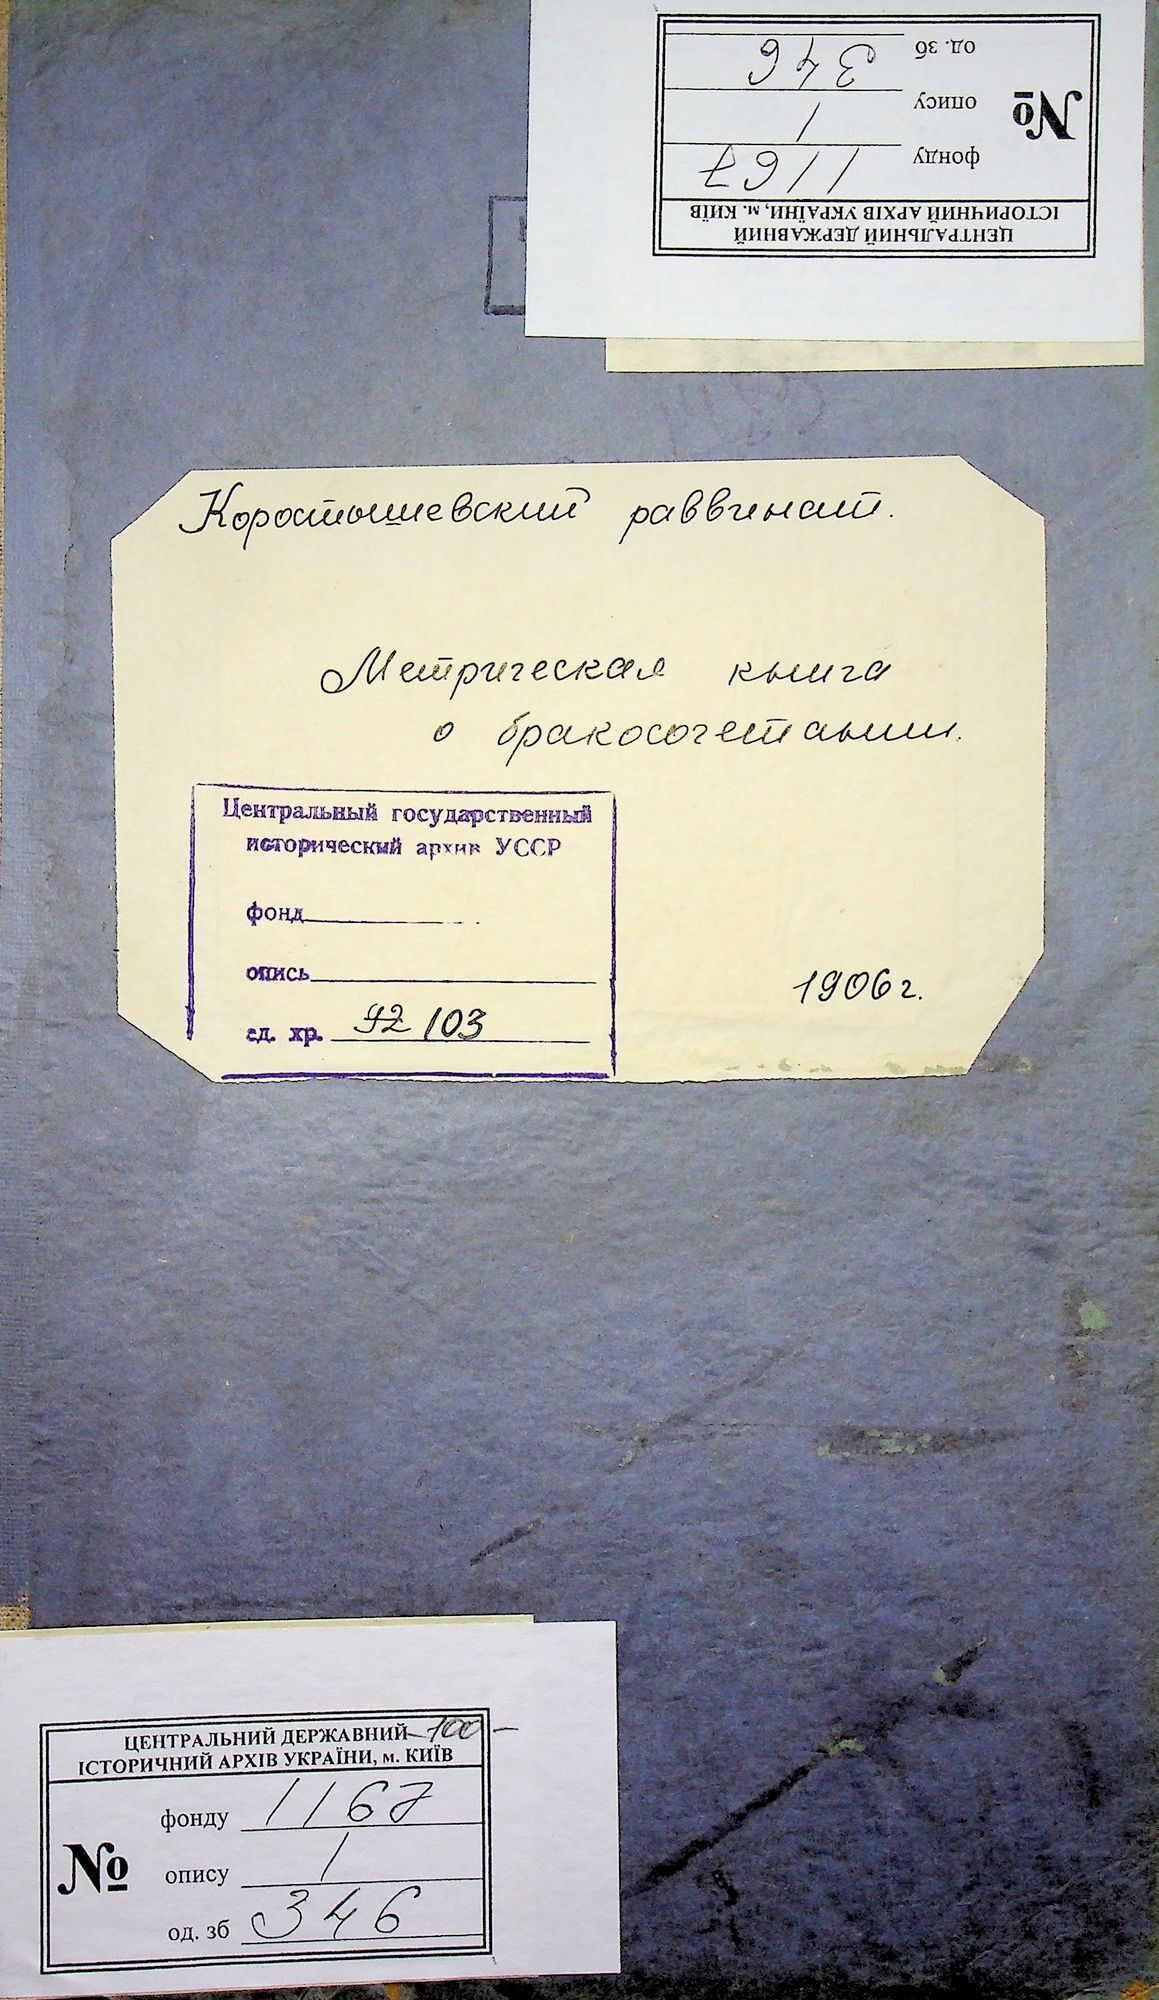 ЦЕНТРАЛЬНИЙ ДЕРЖАВНИЙ
ІСТОРИЧНИЙ АРХІВ УКРАЇНИ, м. КИЇВ
№
фонду 1167
опису 1
од. зб 346
Коростышевский раввинат.
Метрическая книга
о бракосочетании.
Центральный государственный
исторический архив УССР
фонд
опись
ед. хр. 92 103
1906 г.
ЦЕНТРАЛЬНИЙ ДЕРЖАВНИЙ -100-
ІСТОРИЧНИЙ АРХІВ УКРАЇНИ, м. КИЇВ
№
фонду 1167
опису 1
од. зб 346